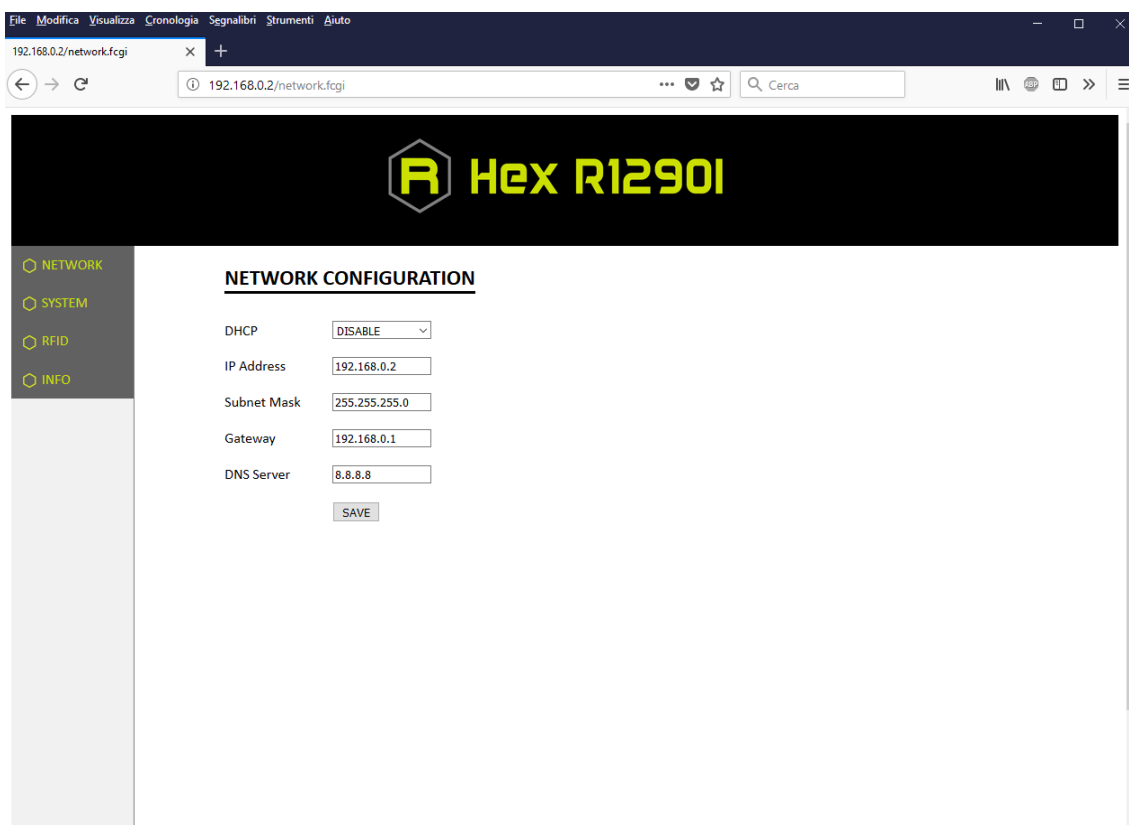 File Modifica Visualizza Cronologia Segnalibri Strumenti Aiuto
192.168.0.2/network.fcgi
192.168.0.2/network.fcgi
Cerca
ABP
R Hex R1290I
NETWORK
SYSTEM
RFID
INFO
NETWORK CONFIGURATION
DHCP DISABLE
IP Address 192.168.0.2
Subnet Mask 255.255.255.0
Gateway 192.168.0.1
DNS Server 8.8.8.8
SAVE